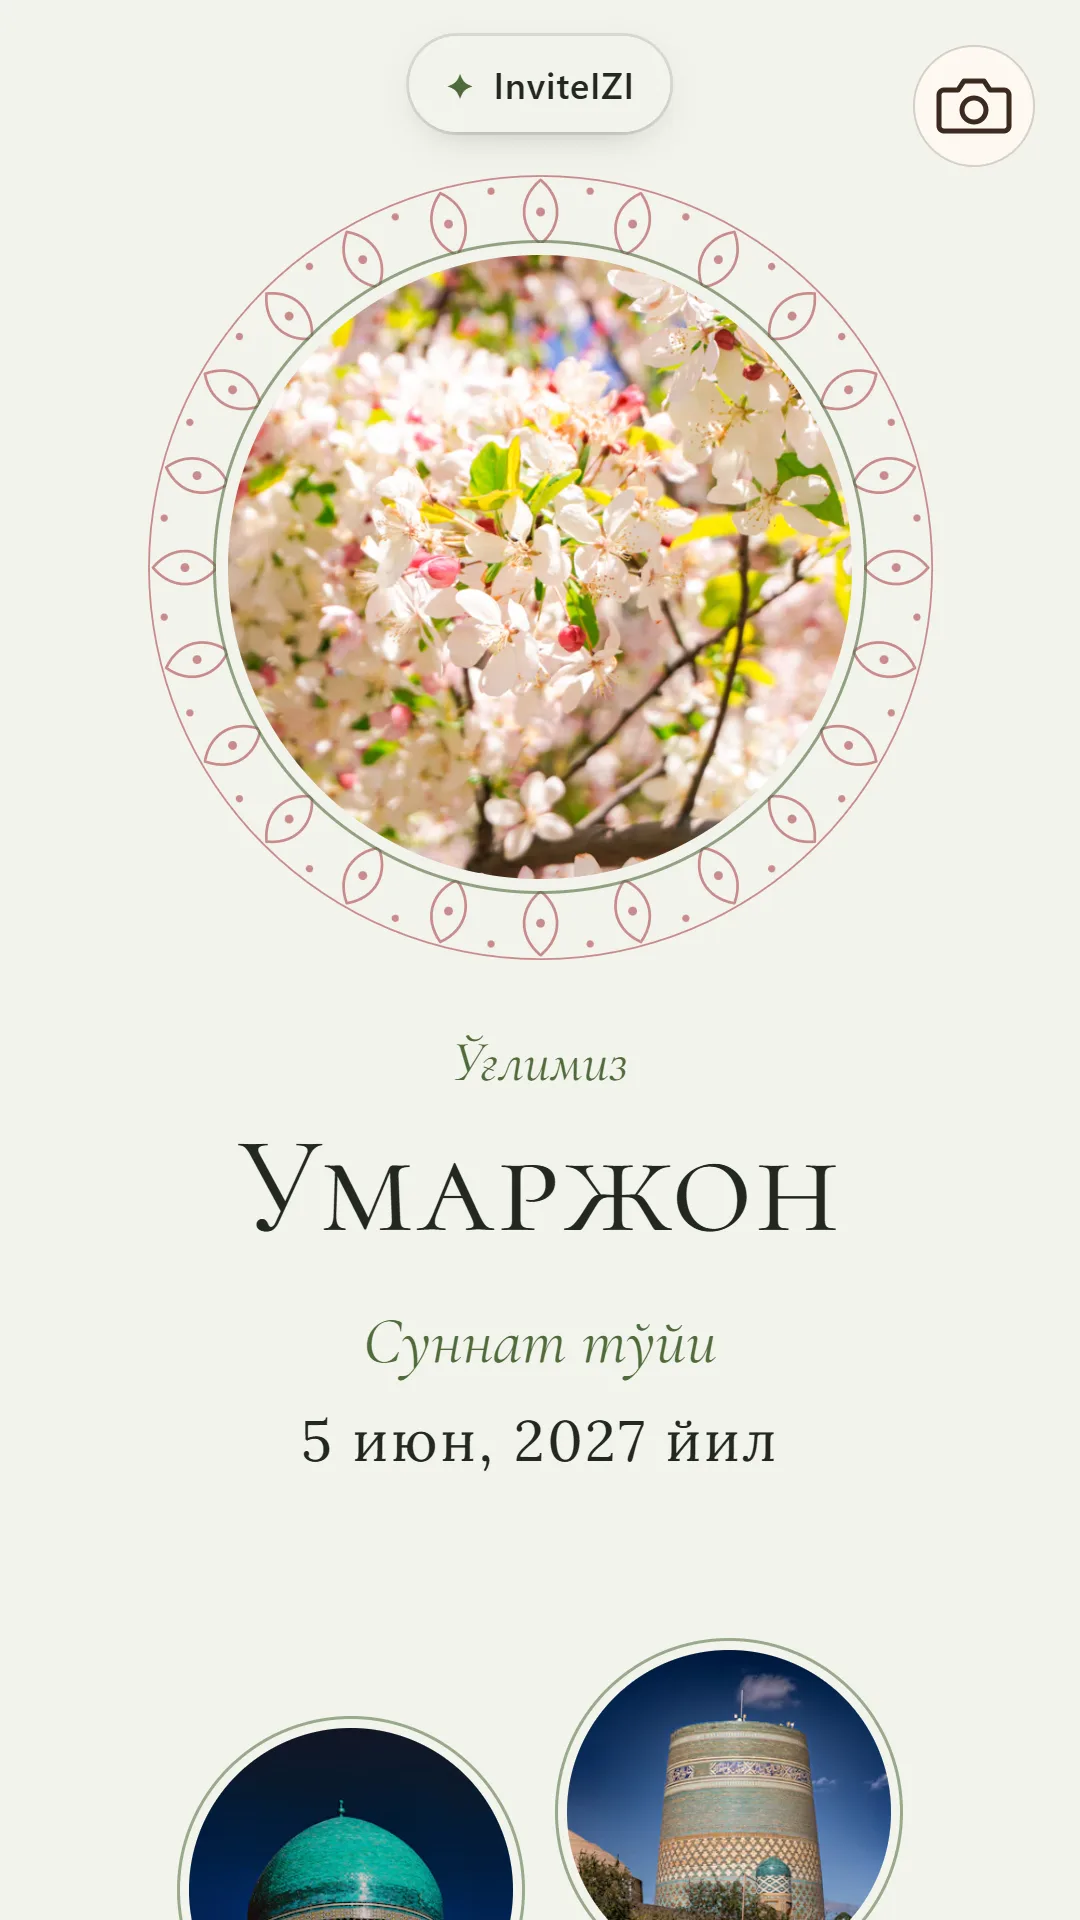 InviteIZI
Ўғлимиз
Умаржон
Суннат тўйи
5 июн, 2027 йил